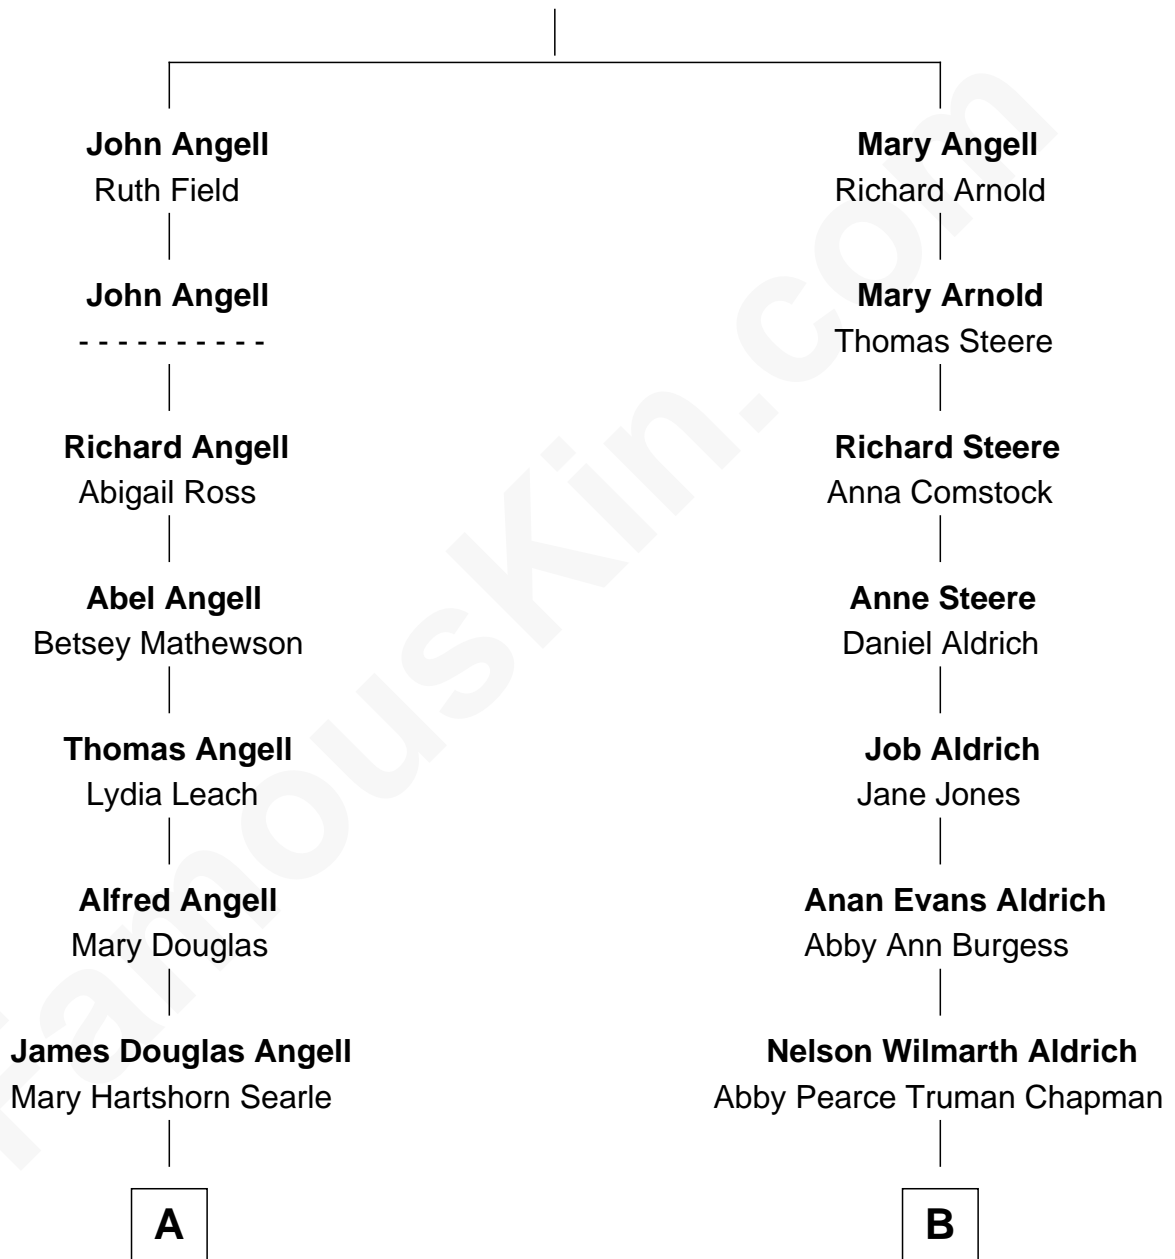 John Angell
Ruth Field
Mary Angell
Richard Arnold
John Angell
- - - - - - - - - -
Mary Arnold
Thomas Steere
Richard Angell
Abigail Ross
Richard Steere
Anna Comstock
Abel Angell
Betsey Mathewson
Anne Steere
Daniel Aldrich
Thomas Angell
Lydia Leach
Job Aldrich
Jane Jones
Alfred Angell
Mary Douglas
Anan Evans Aldrich
Abby Ann Burgess
James Douglas Angell
Mary Hartshorn Searle
Nelson Wilmarth Aldrich
Abby Pearce Truman Chapman
A
B
FamousKin.com